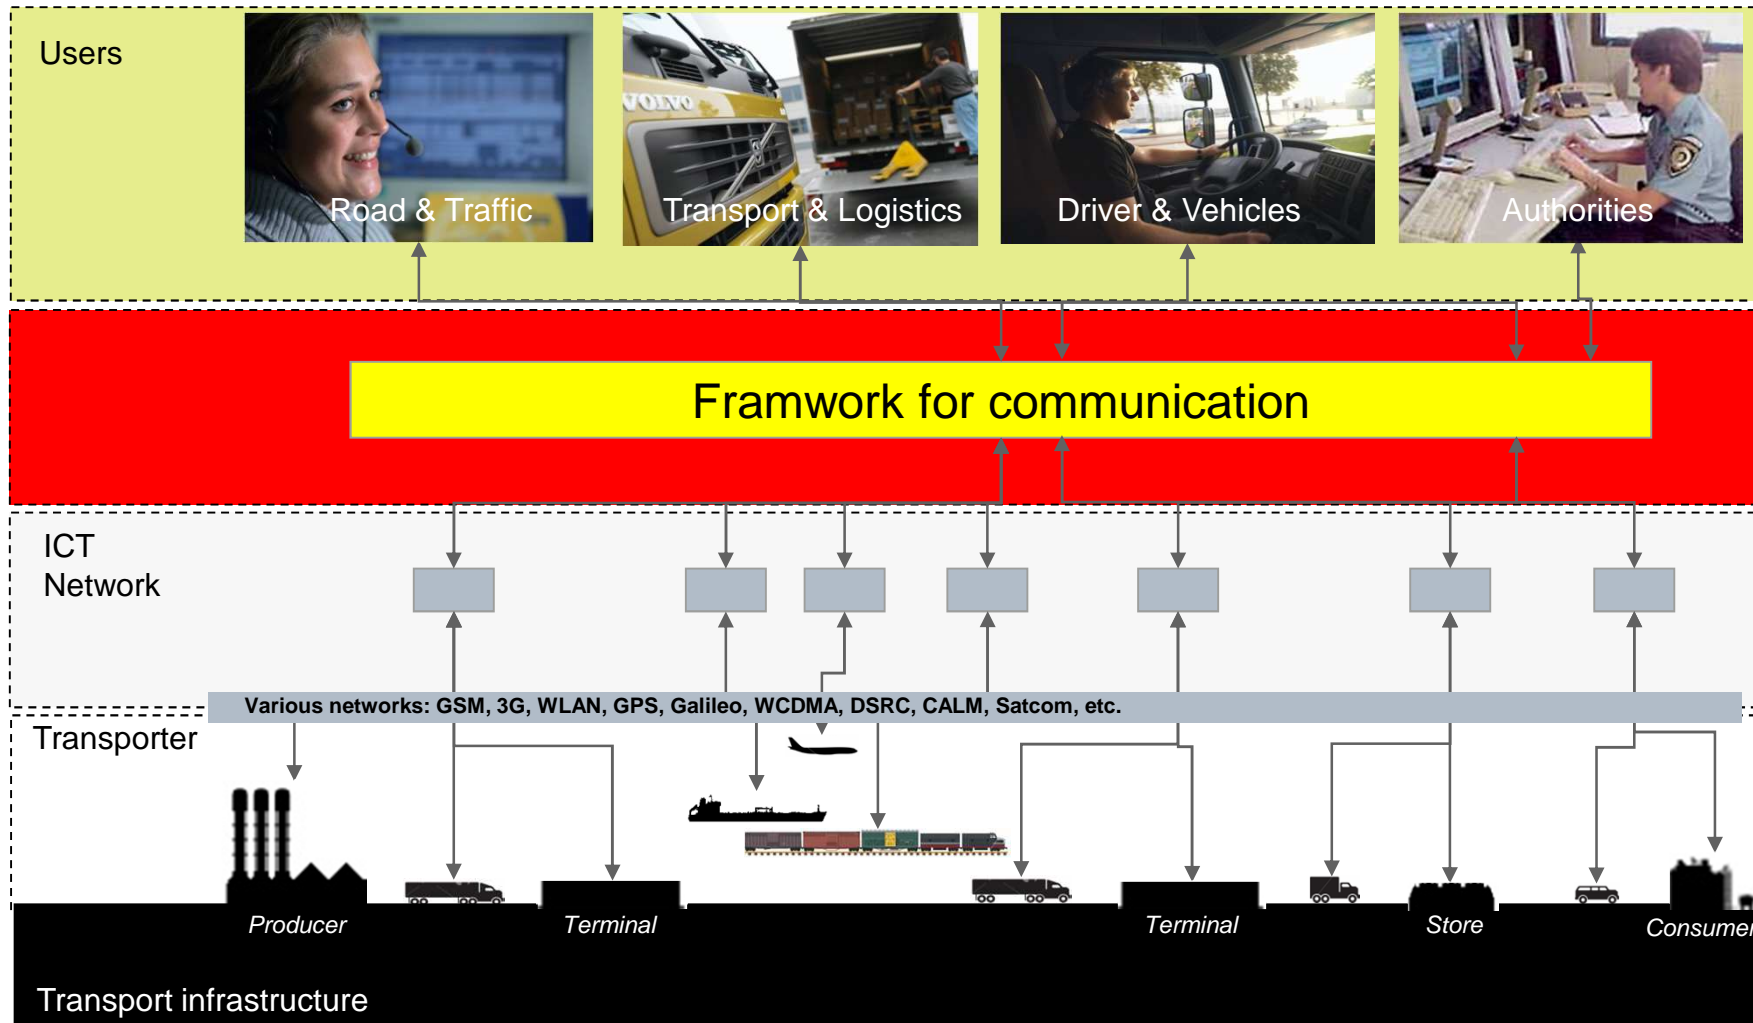 Users
VOLVO
Road & Traffic
Transport & Logistics
Driver & Vehicles
Authorities
Framwork for communication
ICT
Network
Various networks: GSM, 3G, WLAN, GPS, Galileo, WCDMA, DSRC, CALM, Satcom, etc.
Transporter
Producer
Terminal
Terminal
Store
Consumer
Transport infrastructure